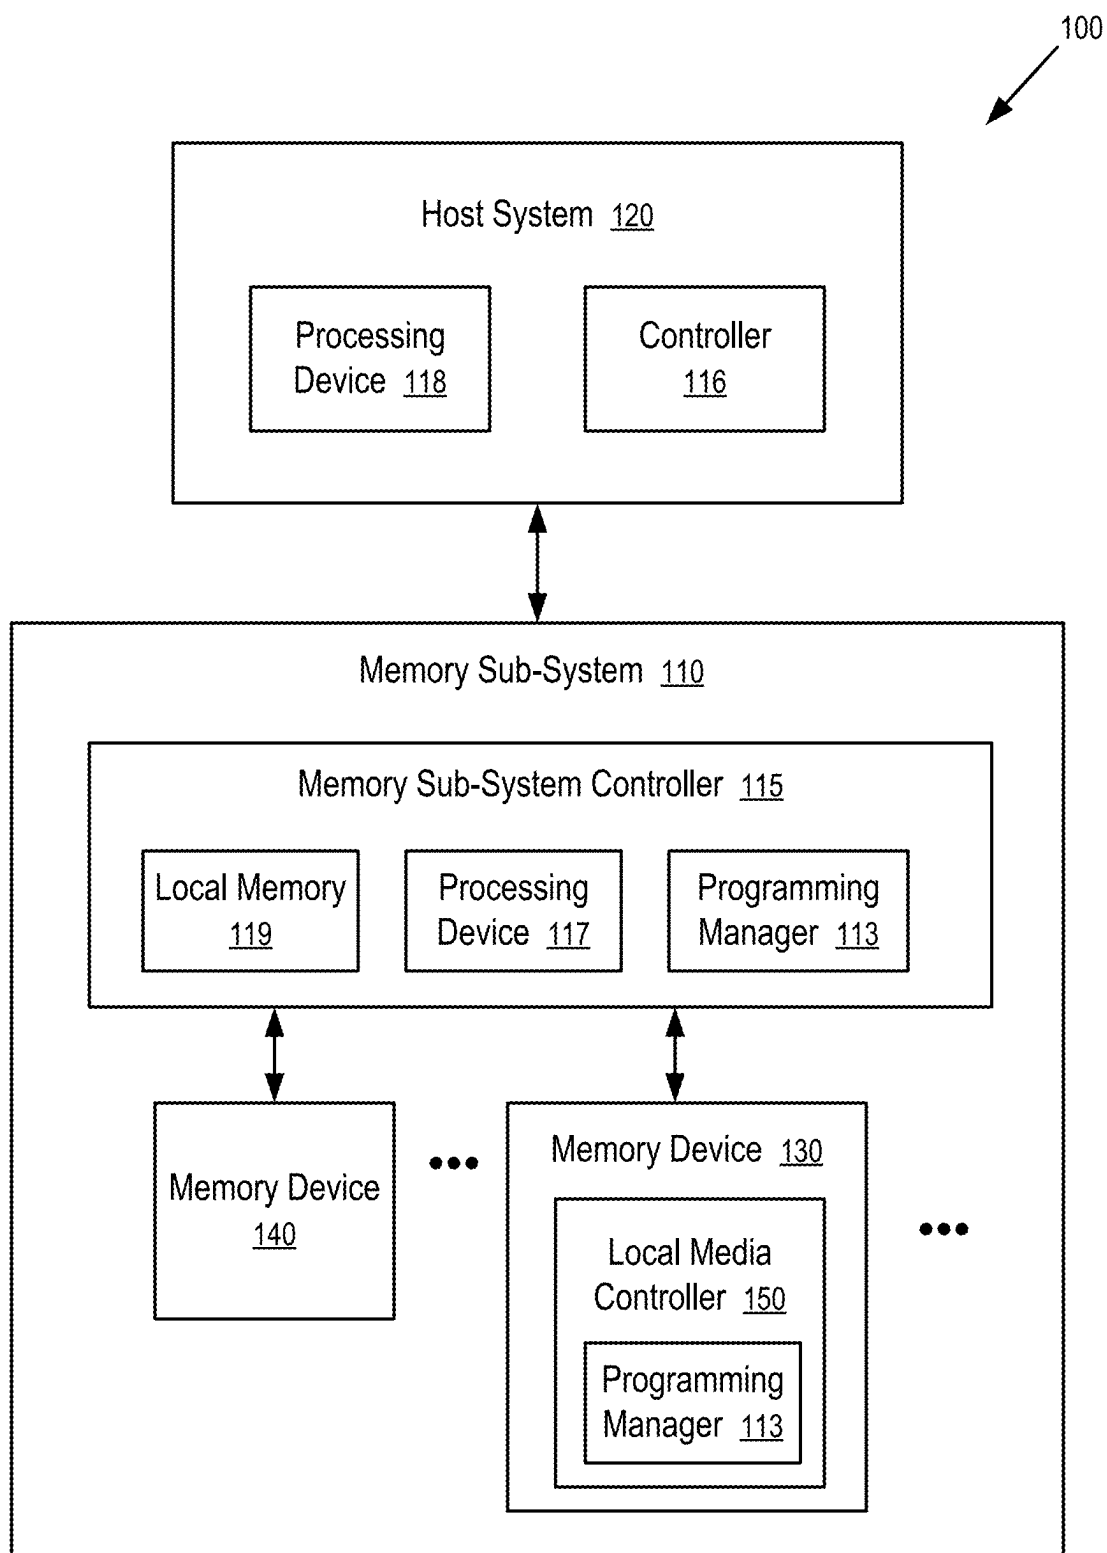 100
Host System 120
Processing
Device 118
Controller
116
Memory Sub-System 110
Memory Sub-System Controller 115
Local Memory
119
Processing
Device 117
Programming
Manager 113
Memory Device
140
Memory Device 130
Local Media
Controller 150
Programming
Manager 113